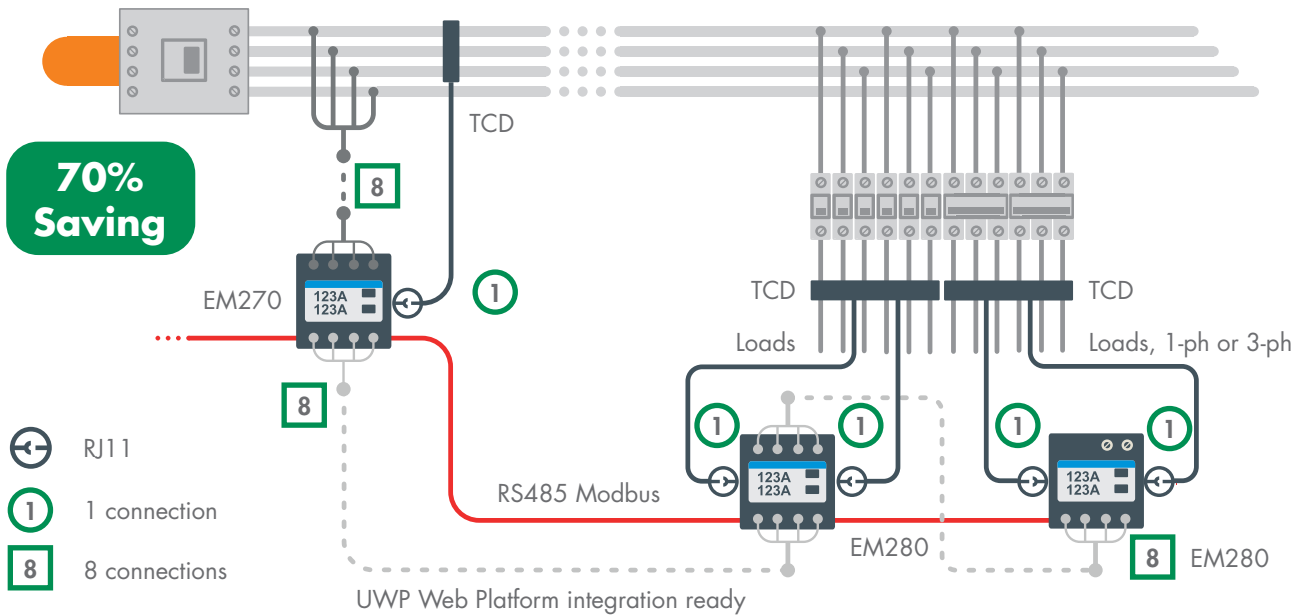 TCD
70%
Saving
8
EM270
123A
123A
1
TCD
TCD
Loads
Loads, 1-ph or 3-ph
8
1
1
1
1
RJ11
1
1 connection
8
8 connections
RS485 Modbus
123A
123A
123A
123A
EM280
8
EM280
UWP Web Platform integration ready